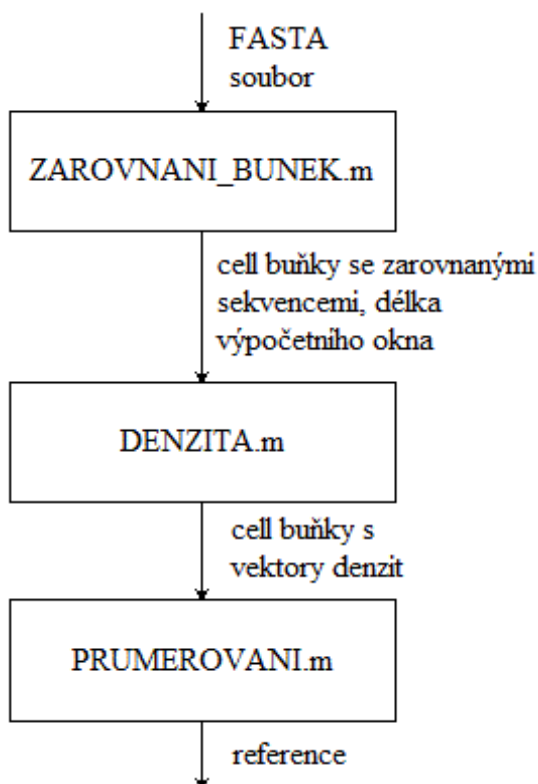 FASTA
soubor
ZAROVNANI_BUNEK.m
cell buňky se zarovnanými
sekvencemi, délka
výpočetního okna
DENZITA.m
cell buňky s
vektory denzit
PRUMEROVANI.m
reference